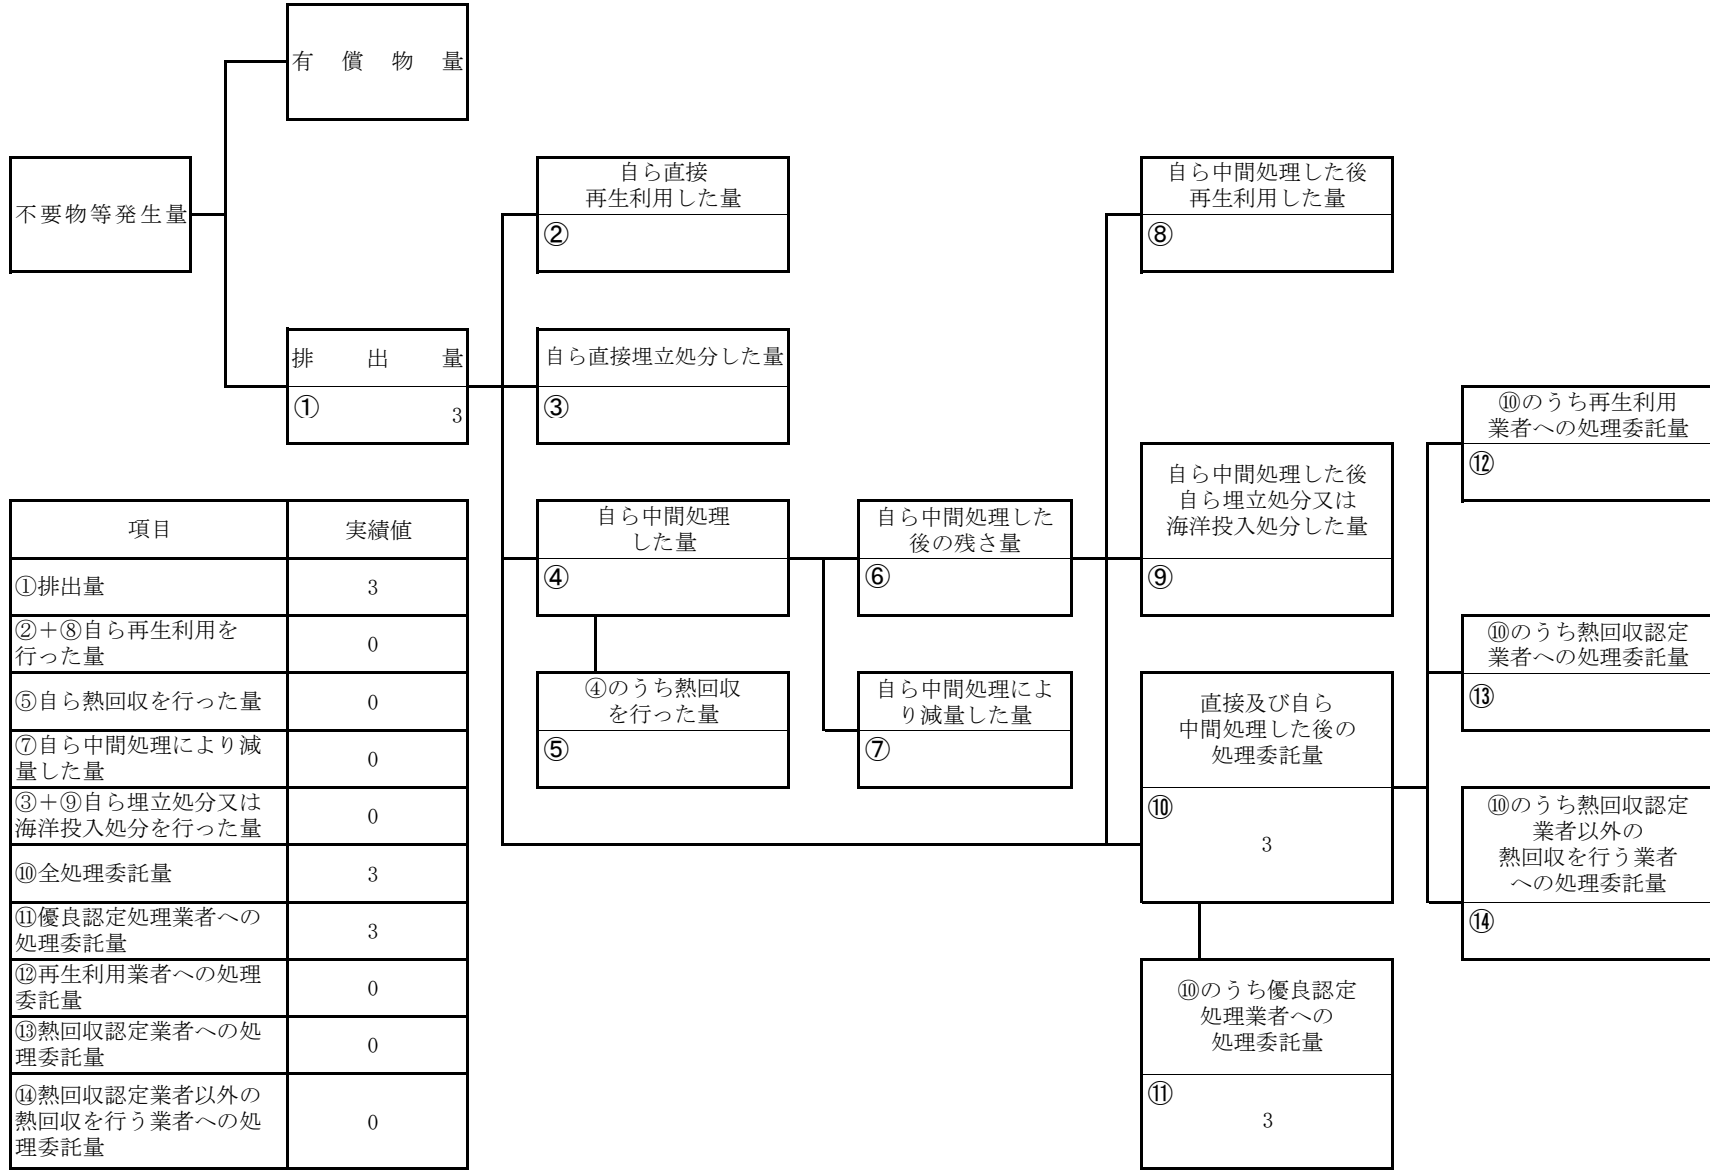 有償物量
不要物等発生量
排出量
①
3
自ら直接
再生利用した量
②
自ら直接埋立処分した量
③
自ら中間処理
した量
④
④のうち熱回収
を行った量
⑤
自ら中間処理した
後の残さ量
⑥
自ら中間処理によ
り減量した量
⑦
自ら中間処理した後
再生利用した量
⑧
自ら中間処理した後
自ら埋立処分又は
海洋投入処分した量
⑨
直接及び自ら
中間処理した後の
処理委託量
⑩
3
⑩のうち優良認定
処理業者への
処理委託量
⑪
3
⑩のうち再生利用
業者への処理委託量
⑫
⑩のうち熱回収認定
業者への処理委託量
⑬
⑩のうち熱回収認定
業者以外の
熱回収を行う業者
への処理委託量
⑭
項目 実績値
①排出量 3
②＋⑧自ら再生利用を
行った量 0
⑤自ら熱回収を行った量 0
⑦自ら中間処理により減
量した量 0
③＋⑨自ら埋立処分又は
海洋投入処分を行った量 0
⑩全処理委託量 3
⑪優良認定処理業者への
処理委託量 3
⑫再生利用業者への処理
委託量 0
⑬熱回収認定業者への処
理委託量 0
⑭熱回収認定業者以外の
熱回収を行う業者への処
理委託量 0